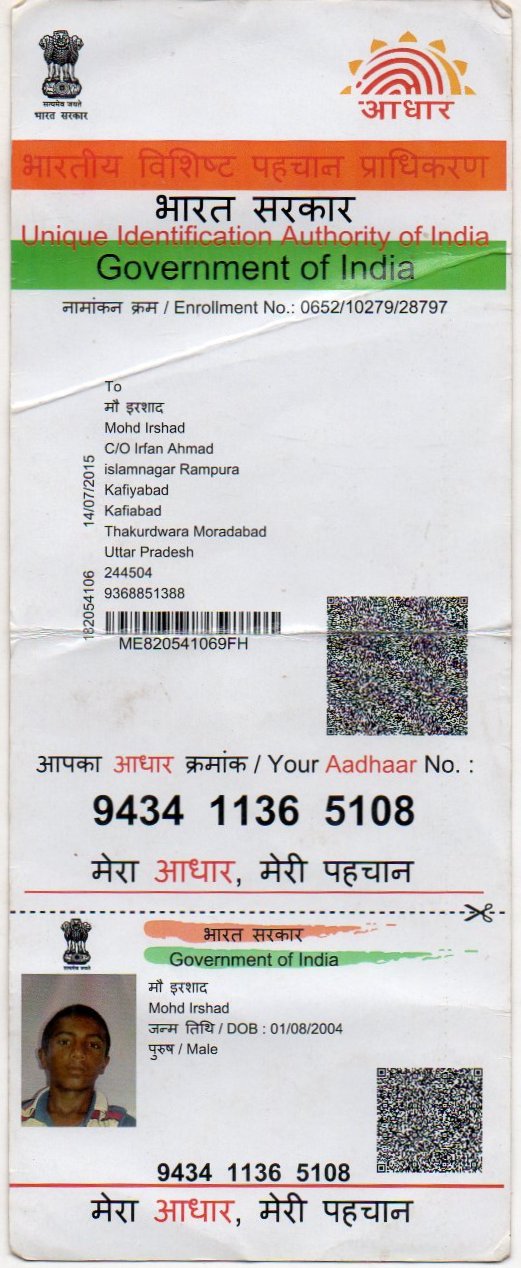 सत्यमेव जयते
भारत सरकार
आधार
भारतीय विशिष्ट पहचान प्राधिकरण
भारत सरकार
Unique Identification Authority of India
Government of India
नामांकन क्रम / Enrollment No.: 0652/10279/28797
To
मौ इरशाद
Mohd Irshad
C/O Irfan Ahmad
islamnagar Rampura
Kafiyabad
Kafiabad
Thakurdwara Moradabad
Uttar Pradesh
244504
9368851388
14/07/2015
182054106
ME820541069FH
आपका आधार क्रमांक / Your Aadhaar No. :
9434 1136 5108
मेरा आधार, मेरी पहचान
सत्यमेव जयते
भारत सरकार
Government of India
मौ इरशाद
Mohd Irshad
जन्म तिथि / DOB : 01/08/2004
पुरुष / Male
9434 1136 5108
मेरा आधार, मेरी पहचान